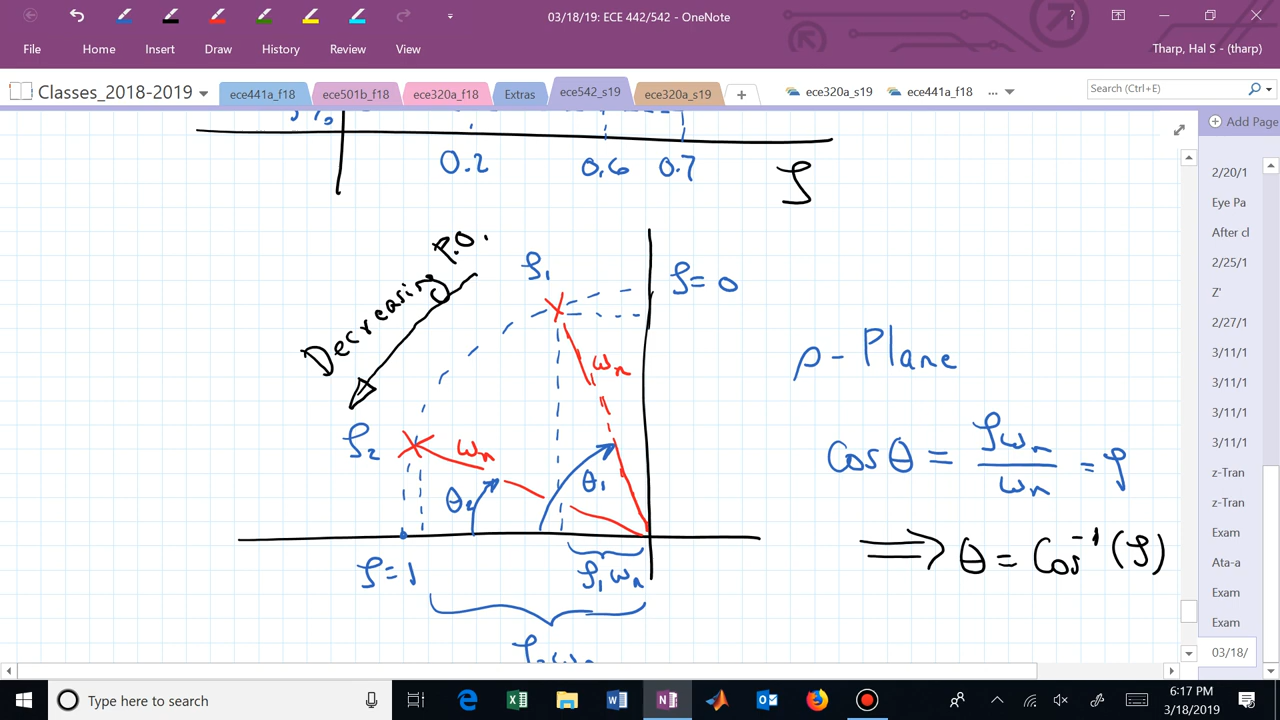 03/18/19: ECE 442/542 - OneNote
?
File Home Insert Draw History Review View
Tharp, Hal S - (tharp)
Classes_2018-2019 ece441a_f18 ece501b_f18 ece320a_f18 Extras ece542_s19 ece320a_s19 + ece320a_s19 ece441a_f18 ...
Search (Ctrl+E)
Add Page
0.2 0.6 0.7 ζ
2/20/1
Eye Pa
After cl
2/25/1
Z'
2/27/1
3/11/1
3/11/1
3/11/1
3/11/1
z-Tran
z-Tran
Exam
Ata-a
Exam
Exam
03/18/
Decreasing P.O.
ζ1
ζ = 0
ωn
ζ2
ωn
θ2
θ1
ζ = 1
ζ1 ωn
s-Plane
Cos θ = ζωn / ωn = ζ
⟹ θ = Cos⁻¹(ζ)
Type here to search
6:17 PM
3/18/2019